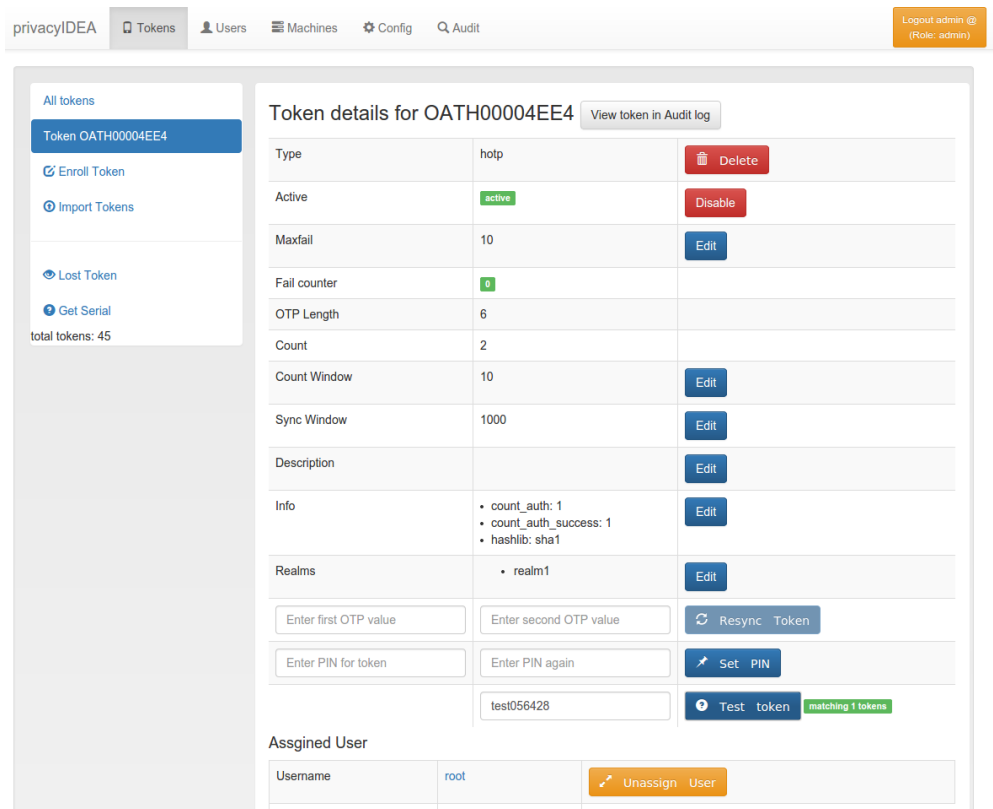 privacyIDEA Tokens Users Machines Config Audit Logout admin @
(Role: admin)
All tokens
Token OATH00004EE4
Enroll Token
Import Tokens
Lost Token
Get Serial
total tokens: 45
Token details for OATH00004EE4 View token in Audit log
Type hotp Delete
Active active Disable
Maxfail 10 Edit
Fail counter 0
OTP Length 6
Count 2
Count Window 10 Edit
Sync Window 1000 Edit
Description Edit
Info • count_auth: 1 Edit
• count_auth_success: 1
• hashlib: sha1
Realms • realm1 Edit
Enter first OTP value Enter second OTP value Resync Token
Enter PIN for token Enter PIN again Set PIN
test056428 Test token matching 1 tokens
Assgined User
Username root Unassign User